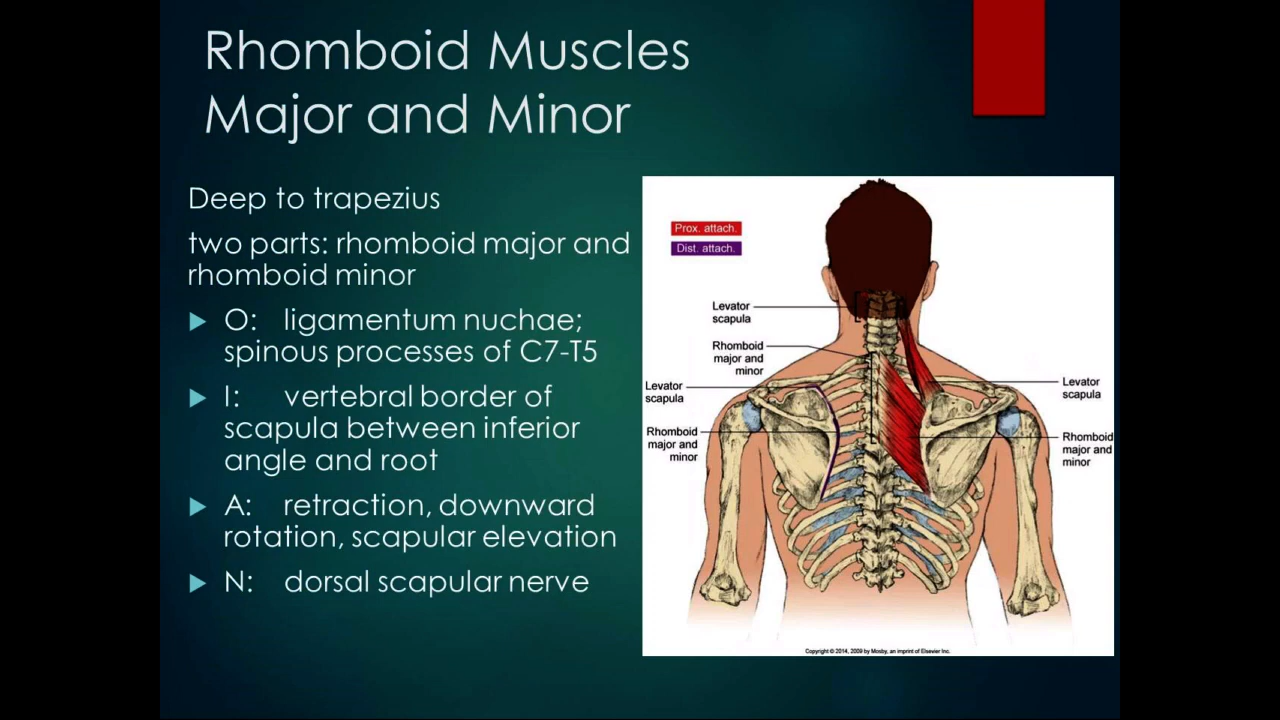 Rhomboid Muscles
Major and Minor
Deep to trapezius
two parts: rhomboid major and
rhomboid minor
O: ligamentum nuchae;
spinous processes of C7-T5
I: vertebral border of
scapula between inferior
angle and root
A: retraction, downward
rotation, scapular elevation
N: dorsal scapular nerve
Prox. attach.
Dist. attach.
Levator
scapula
Rhomboid
major and
minor
Levator
scapula
Rhomboid
major and
minor
Levator
scapula
Rhomboid
major and
minor
Copyright © 2014, 2009 by Mosby, an imprint of Elsevier Inc.